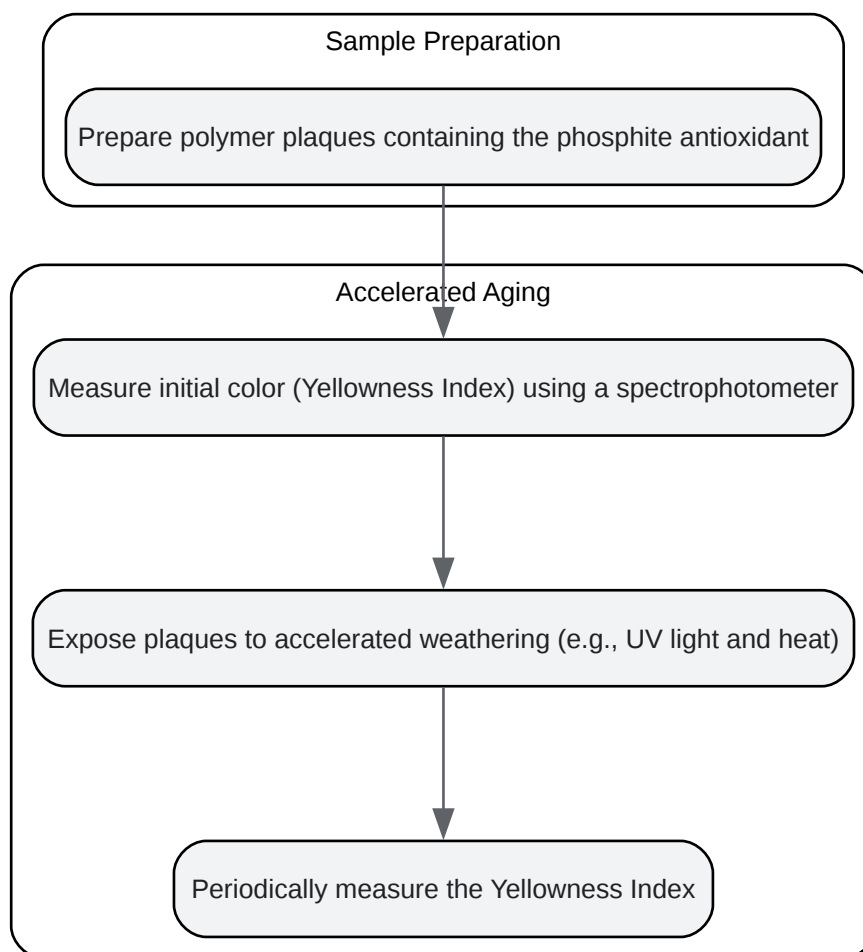 Sample Preparation
Prepare polymer plaques containing the phosphite antioxidant
Accelerated Aging
Measure initial color (Yellowness Index) using a spectrophotometer
Expose plaques to accelerated weathering (e.g., UV light and heat)
Periodically measure the Yellowness Index